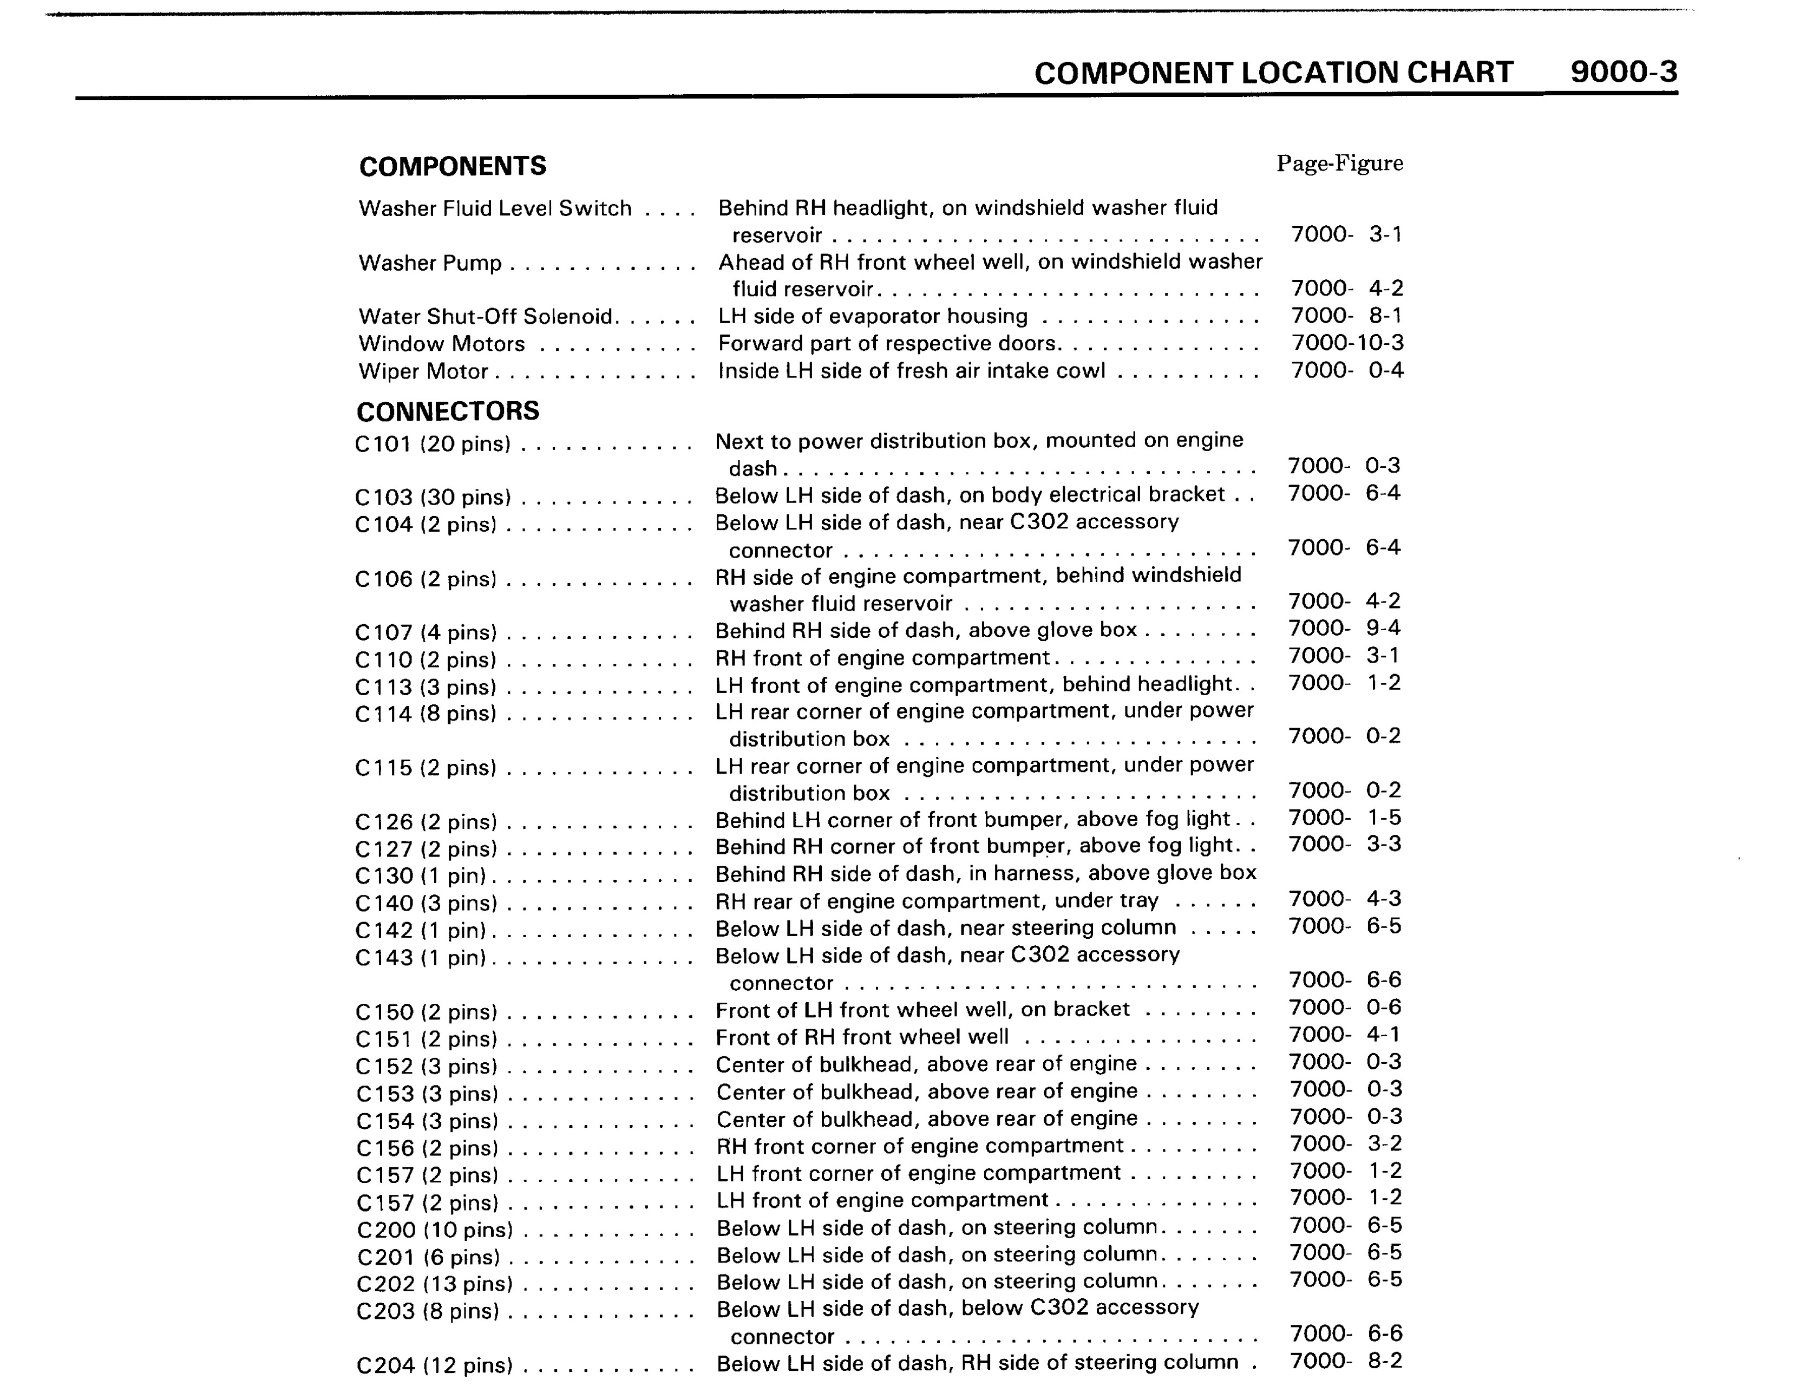 COMPONENT LOCATION CHART 9000-3
COMPONENTS Page-Figure
Washer Fluid Level Switch . . . . Behind RH headlight, on windshield washer fluid
reservoir . . . . . . . . . . . . . . . . . . . . . . . . . . . . . 7000- 3-1
Washer Pump . . . . . . . . . . . . . Ahead of RH front wheel well, on windshield washer
fluid reservoir. . . . . . . . . . . . . . . . . . . . . . . . . . 7000- 4-2
Water Shut-Off Solenoid. . . . . . LH side of evaporator housing . . . . . . . . . . . . . . . 7000- 8-1
Window Motors . . . . . . . . . . . Forward part of respective doors. . . . . . . . . . . . . . 7000-10-3
Wiper Motor . . . . . . . . . . . . . . Inside LH side of fresh air intake cowl . . . . . . . . . . 7000- 0-4
CONNECTORS
C101 (20 pins) . . . . . . . . . . . . Next to power distribution box, mounted on engine
dash . . . . . . . . . . . . . . . . . . . . . . . . . . . . . . . . 7000- 0-3
C103 (30 pins) . . . . . . . . . . . . Below LH side of dash, on body electrical bracket . . 7000- 6-4
C104 (2 pins) . . . . . . . . . . . . . Below LH side of dash, near C302 accessory
connector . . . . . . . . . . . . . . . . . . . . . . . . . . . . 7000- 6-4
C106 (2 pins) . . . . . . . . . . . . . RH side of engine compartment, behind windshield
washer fluid reservoir . . . . . . . . . . . . . . . . . . . . 7000- 4-2
C107 (4 pins) . . . . . . . . . . . . . Behind RH side of dash, above glove box . . . . . . . . 7000- 9-4
C110 (2 pins) . . . . . . . . . . . . . RH front of engine compartment. . . . . . . . . . . . . . 7000- 3-1
C113 (3 pins) . . . . . . . . . . . . . LH front of engine compartment, behind headlight. . 7000- 1-2
C114 (8 pins) . . . . . . . . . . . . . LH rear corner of engine compartment, under power
distribution box . . . . . . . . . . . . . . . . . . . . . . . . 7000- 0-2
C115 (2 pins) . . . . . . . . . . . . . LH rear corner of engine compartment, under power
distribution box . . . . . . . . . . . . . . . . . . . . . . . . 7000- 0-2
C126 (2 pins) . . . . . . . . . . . . . Behind LH corner of front bumper, above fog light. . 7000- 1-5
C127 (2 pins) . . . . . . . . . . . . . Behind RH corner of front bumper, above fog light. . 7000- 3-3
C130 (1 pin). . . . . . . . . . . . . . Behind RH side of dash, in harness, above glove box
C140 (3 pins) . . . . . . . . . . . . . RH rear of engine compartment, under tray . . . . . . 7000- 4-3
C142 (1 pin). . . . . . . . . . . . . . Below LH side of dash, near steering column . . . . . 7000- 6-5
C143 (1 pin). . . . . . . . . . . . . . Below LH side of dash, near C302 accessory
connector . . . . . . . . . . . . . . . . . . . . . . . . . . . . 7000- 6-6
C150 (2 pins) . . . . . . . . . . . . . Front of LH front wheel well, on bracket . . . . . . . . 7000- 0-6
C151 (2 pins) . . . . . . . . . . . . . Front of RH front wheel well . . . . . . . . . . . . . . . . 7000- 4-1
C152 (3 pins) . . . . . . . . . . . . . Center of bulkhead, above rear of engine . . . . . . . . 7000- 0-3
C153 (3 pins) . . . . . . . . . . . . . Center of bulkhead, above rear of engine . . . . . . . . 7000- 0-3
C154 (3 pins) . . . . . . . . . . . . . Center of bulkhead, above rear of engine . . . . . . . . 7000- 0-3
C156 (2 pins) . . . . . . . . . . . . . RH front corner of engine compartment . . . . . . . . . 7000- 3-2
C157 (2 pins) . . . . . . . . . . . . . LH front corner of engine compartment . . . . . . . . . 7000- 1-2
C157 (2 pins) . . . . . . . . . . . . . LH front of engine compartment . . . . . . . . . . . . . . 7000- 1-2
C200 (10 pins) . . . . . . . . . . . . Below LH side of dash, on steering column. . . . . . . 7000- 6-5
C201 (6 pins) . . . . . . . . . . . . . Below LH side of dash, on steering column. . . . . . . 7000- 6-5
C202 (13 pins) . . . . . . . . . . . . Below LH side of dash, on steering column. . . . . . . 7000- 6-5
C203 (8 pins) . . . . . . . . . . . . . Below LH side of dash, below C302 accessory
connector . . . . . . . . . . . . . . . . . . . . . . . . . . . . 7000- 6-6
C204 (12 pins) . . . . . . . . . . . . Below LH side of dash, RH side of steering column . 7000- 8-2